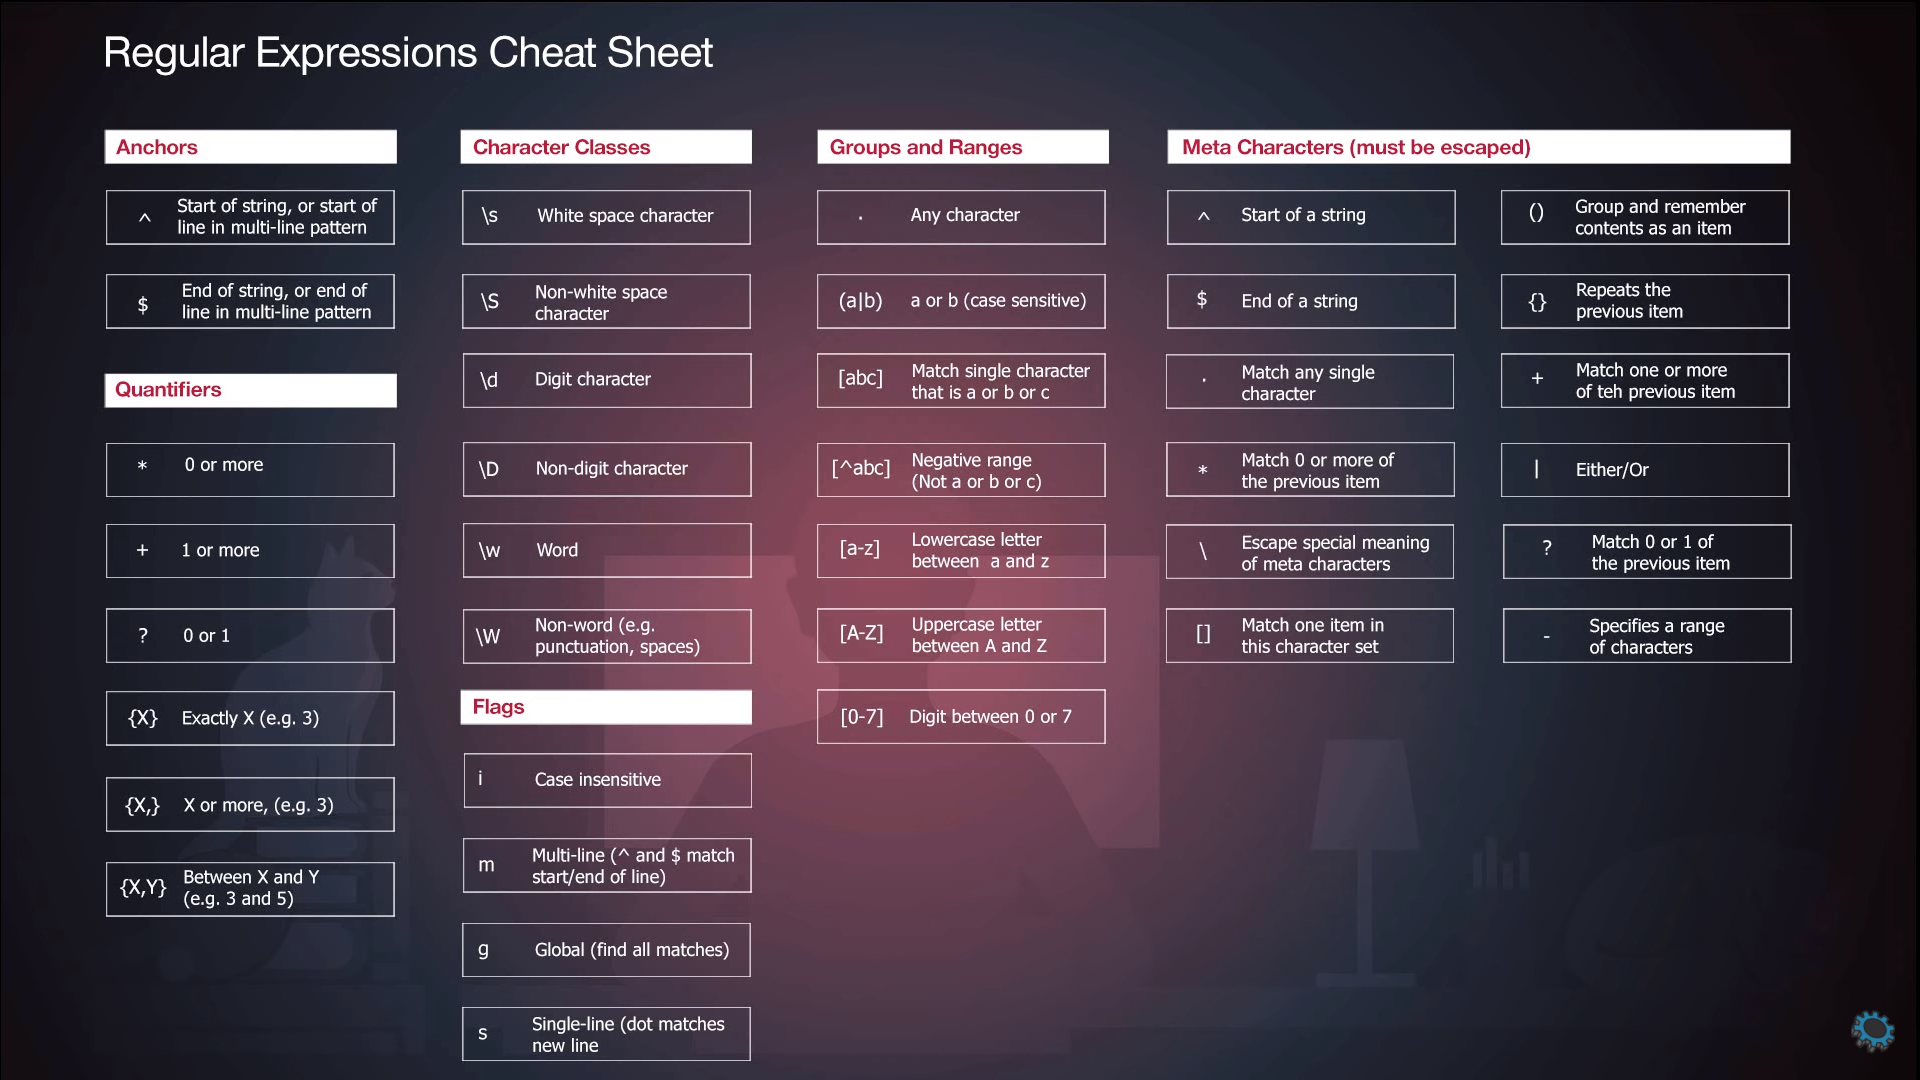 Regular Expressions Cheat Sheet
Anchors
^ Start of string, or start of
line in multi-line pattern
$ End of string, or end of
line in multi-line pattern
Quantifiers
* 0 or more
+ 1 or more
? 0 or 1
{X} Exactly X (e.g. 3)
{X,} X or more, (e.g. 3)
{X,Y} Between X and Y
(e.g. 3 and 5)
Character Classes
\s White space character
\S Non-white space
character
\d Digit character
\D Non-digit character
\w Word
\W Non-word (e.g.
punctuation, spaces)
Flags
i Case insensitive
m Multi-line (^ and $ match
start/end of line)
g Global (find all matches)
s Single-line (dot matches
new line
Groups and Ranges
. Any character
(a|b) a or b (case sensitive)
[abc] Match single character
that is a or b or c
[^abc] Negative range
(Not a or b or c)
[a-z] Lowercase letter
between a and z
[A-Z] Uppercase letter
between A and Z
[0-7] Digit between 0 or 7
Meta Characters (must be escaped)
^ Start of a string
$ End of a string
. Match any single
character
* Match 0 or more of
the previous item
\ Escape special meaning
of meta characters
[] Match one item in
this character set
() Group and remember
contents as an item
{} Repeats the
previous item
+ Match one or more
of teh previous item
| Either/Or
? Match 0 or 1 of
the previous item
- Specifies a range
of characters